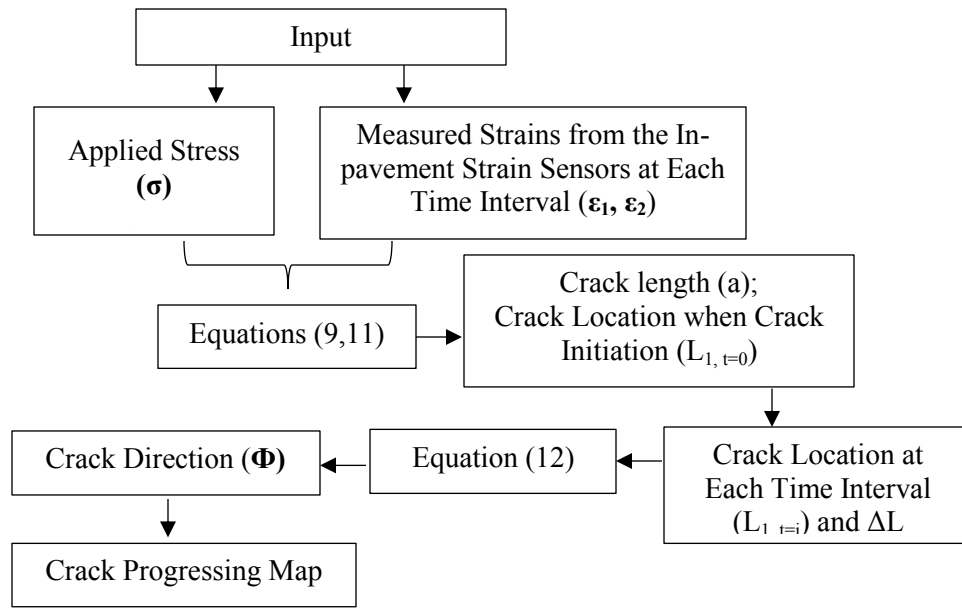 Input
Applied Stress
(σ)
Measured Strains from the In-
pavement Strain Sensors at Each
Time Interval (ε₁, ε₂)
Equations (9,11)
Crack length (a);
Crack Location when Crack
Initiation (L₁, t=0)
Crack Direction (Φ)
Equation (12)
Crack Location at
Each Time Interval
(L₁ t=i) and ΔL
Crack Progressing Map